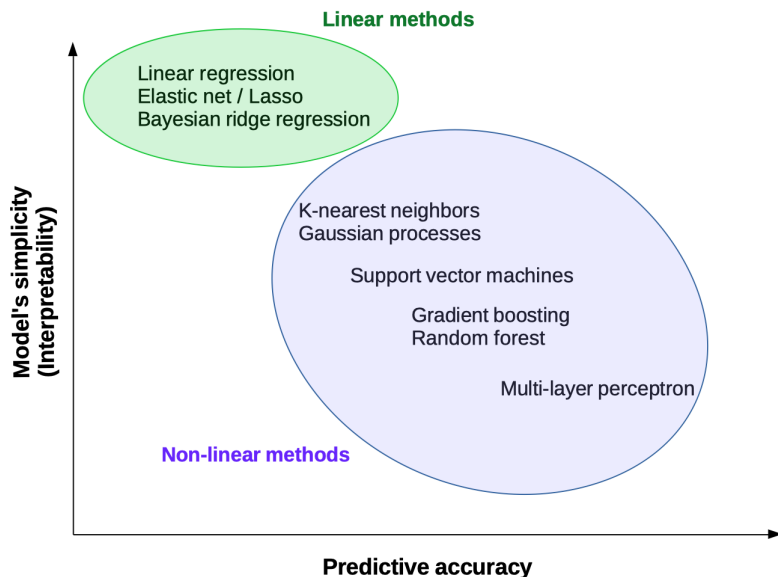 Linear methods
Linear regression
Elastic net / Lasso
Bayesian ridge regression
K-nearest neighbors
Gaussian processes
Support vector machines
Gradient boosting
Random forest
Multi-layer perceptron
Non-linear methods
Model's simplicity
(Interpretability)
Predictive accuracy